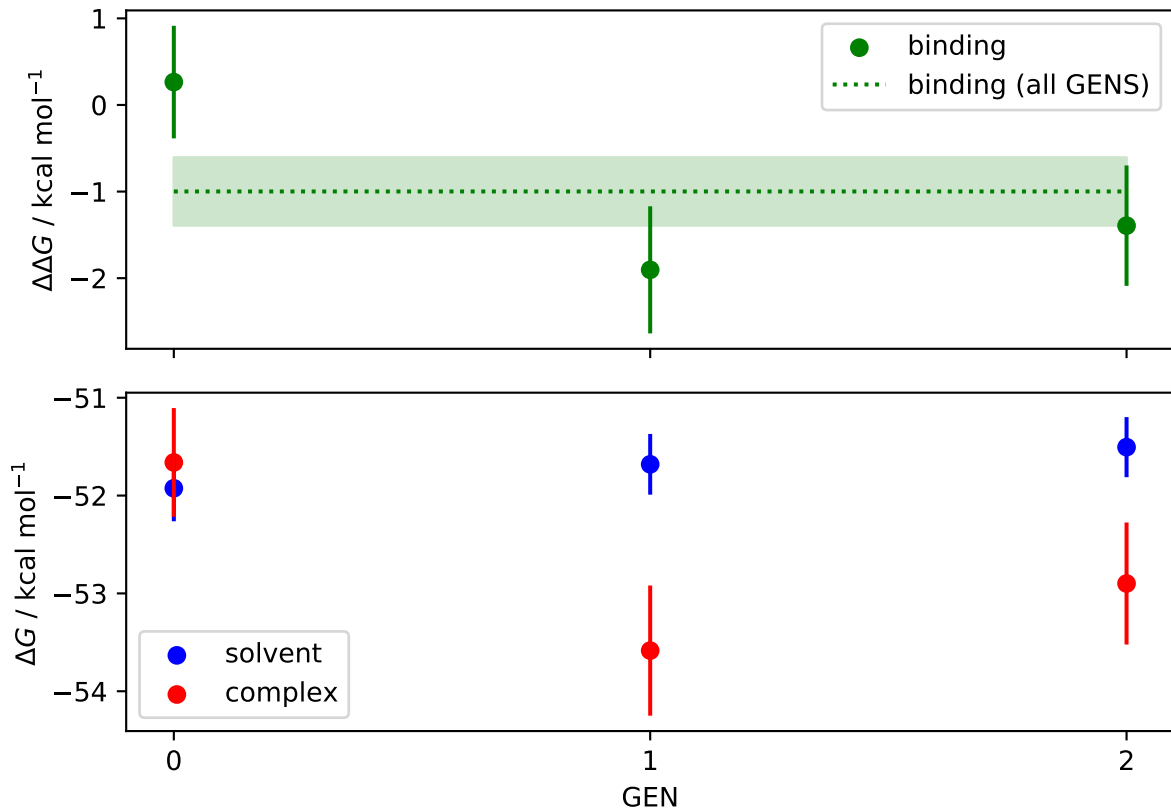 1
0
−1
−2
ΔΔG / kcal mol⁻¹
binding
binding (all GENS)
−51
−52
−53
−54
ΔG / kcal mol⁻¹
solvent
complex
0 1 2
GEN